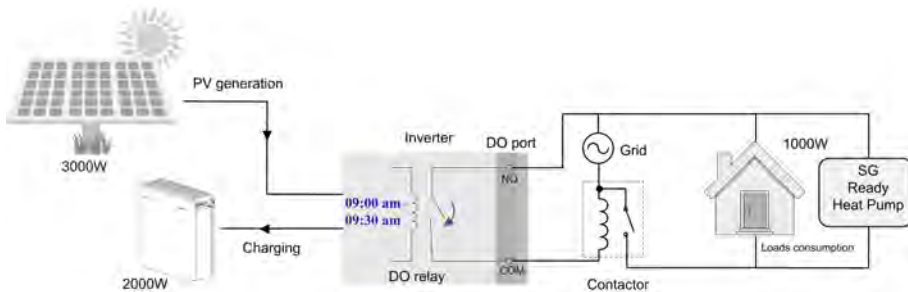 PV generation
3000W
Inverter
DO port
NO
09:00 am
09:30 am
Charging
2000W
DO relay
COM
Grid
Contactor
1000W
Loads consumption
SG
Ready
Heat Pump